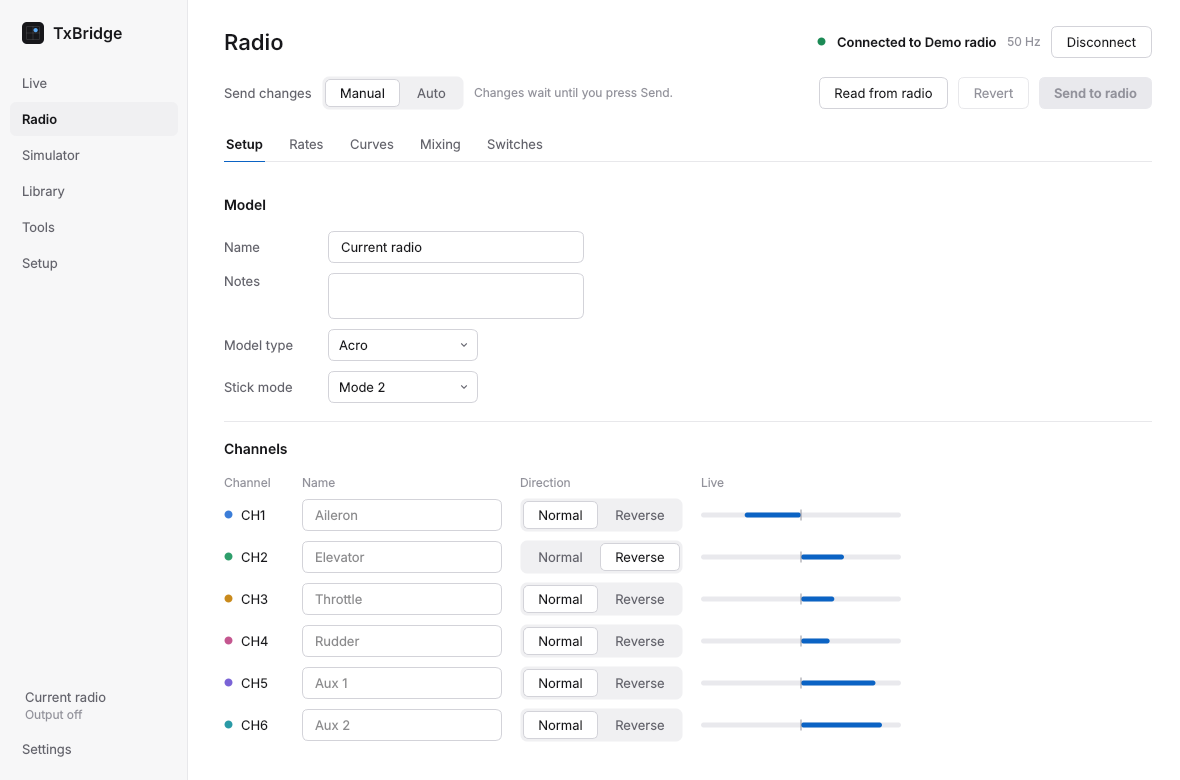 TxBridge
Live
Radio
Simulator
Library
Tools
Setup
Current radio
Output off
Settings
Radio
Connected to Demo radio 50 Hz Disconnect
Send changes Manual Auto Changes wait until you press Send. Read from radio Revert Send to radio
Setup Rates Curves Mixing Switches
Model
Name Current radio
Notes
Model type Acro
Stick mode Mode 2
Channels
Channel Name Direction Live
CH1 Aileron Normal Reverse
CH2 Elevator Normal Reverse
CH3 Throttle Normal Reverse
CH4 Rudder Normal Reverse
CH5 Aux 1 Normal Reverse
CH6 Aux 2 Normal Reverse